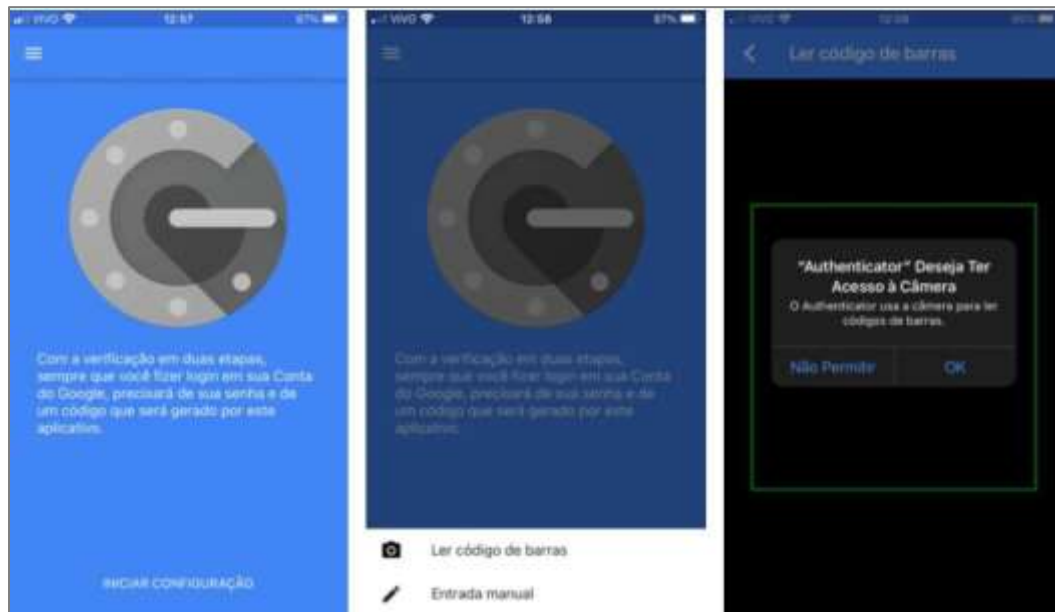 VIVO
12:57
87%
Com a verificação em duas etapas,
sempre que você fizer login em sua Conta
do Google, precisará de sua senha e de
um código que será gerado por este
aplicativo.
INICIAR CONFIGURAÇÃO
VIVO
12:58
87%
Com a verificação em duas etapas,
sempre que você fizer login em sua Conta
do Google, precisará de sua senha e de
um código que será gerado por este
aplicativo.
Ler código de barras
Entrada manual
Ler código de barras
"Authenticator" Deseja Ter
Acesso à Câmera
O Authenticator usa a câmera para ler
códigos de barras.
Não Permitir
OK